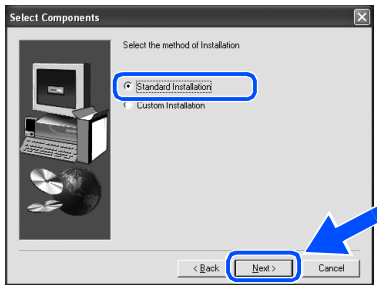 Select Components
Select the method of Installation
Standard Installation
Custom Installation
< Back Next > Cancel